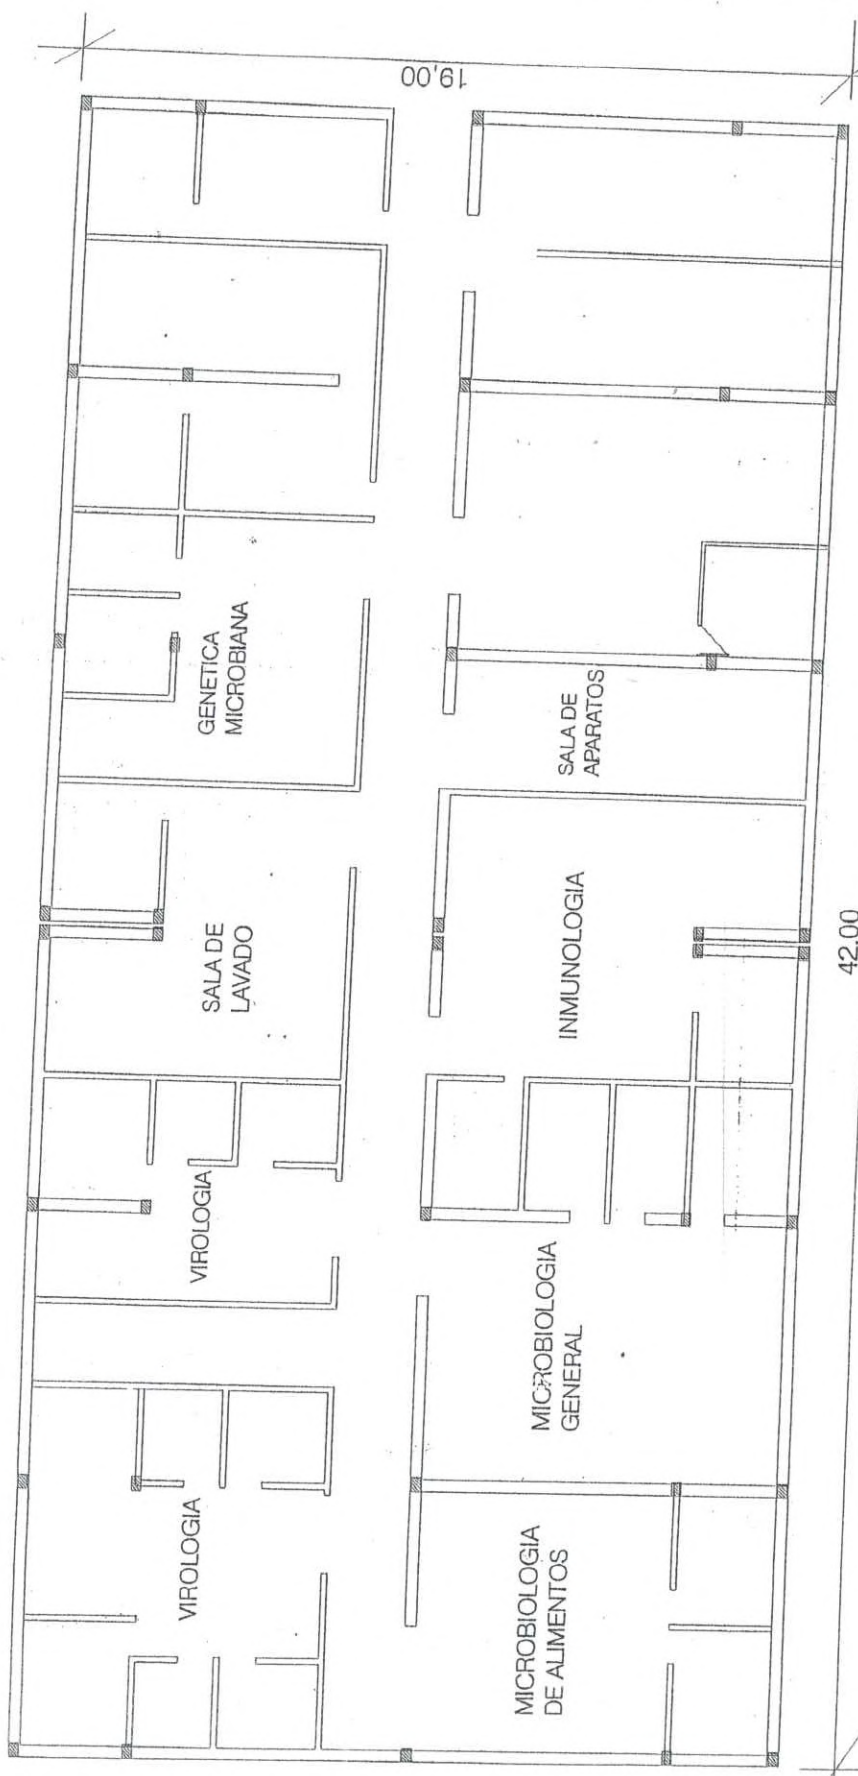 19,00
GENETICA
MICROBIANA
SALA DE
APARATOS
SALA DE
LAVADO
INMUNOLOGIA
42.00
VIROLOGIA
MICROBIOLOGIA
GENERAL
VIROLOGIA
MICROBIOLOGIA
DE ALIMENTOS